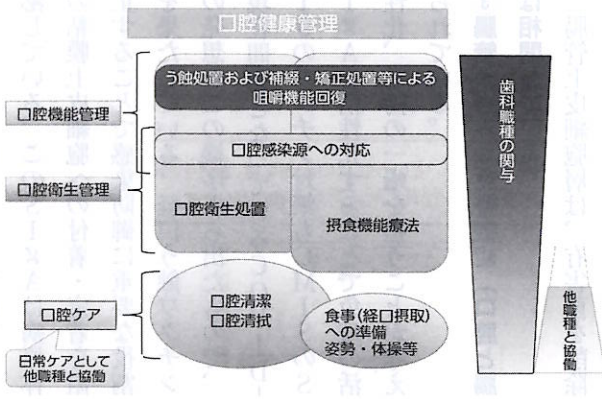 口腔健康管理
う蝕処置および補綴・矯正処置等による
咀嚼機能回復
口腔機能管理
口腔感染源への対応
口腔衛生管理
口腔衛生処置
摂食機能療法
口腔ケア
口腔清潔
口腔清拭
食事(経口摂取)
への準備
姿勢・体操等
日常ケアとして
他職種と協働
歯科職種の関与
他職種と協働